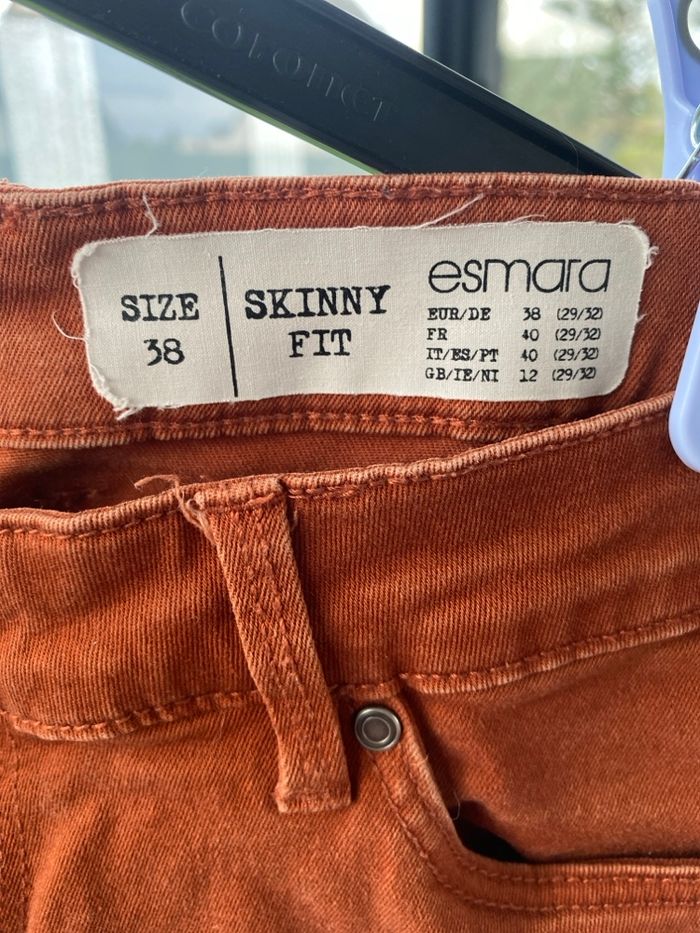 coronet
SIZE
38
SKINNY
FIT
esmara
EUR/DE 38 (29/32)
FR 40 (29/32)
IT/ES/PT 40 (29/32)
GB/IE/NI 12 (29/32)